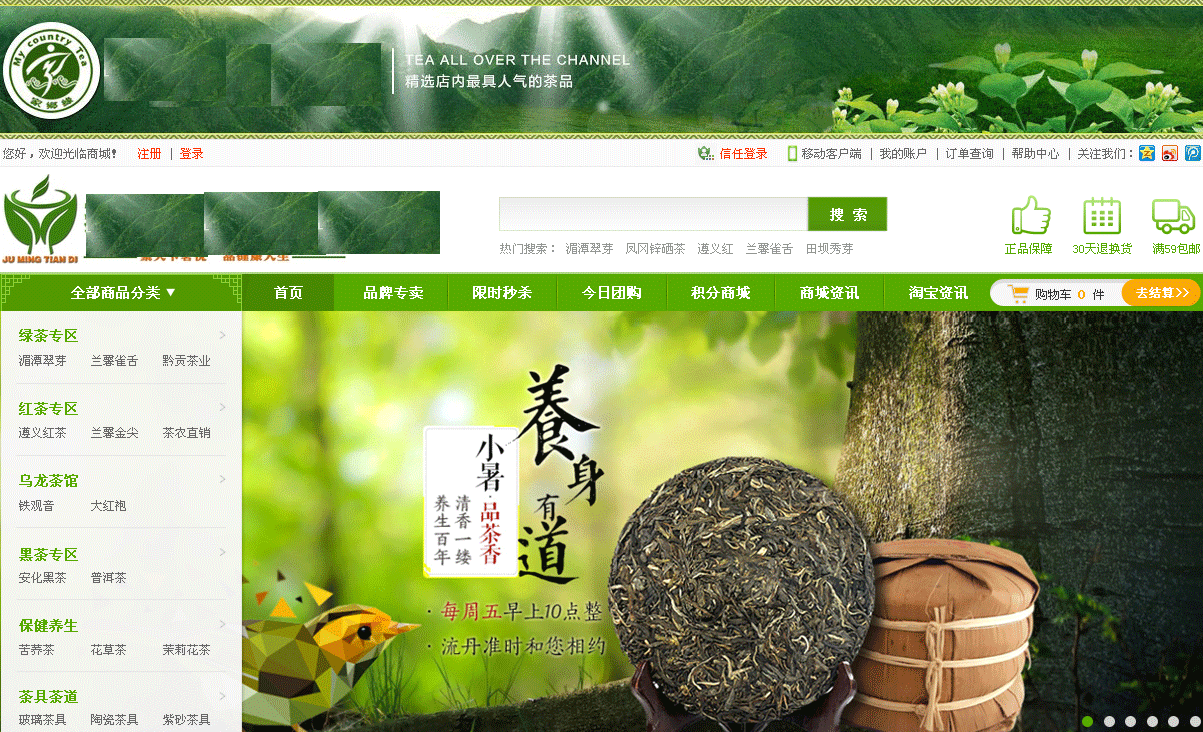 My country Tea
家鄉綠
TEA ALL OVER THE CHANNEL
精选店内最具人气的茶品
您好，欢迎光临商城! 注册 | 登录
信任登录 移动客户端 | 我的账户 | 订单查询 | 帮助中心 | 关注我们：
JU MING TIAN DI
搜 索
热门搜索： 湄潭翠芽 凤冈锌硒茶 遵义红 兰馨雀舌 田坝秀芽
正品保障 30天退换货 满59包邮
全部商品分类 ▼ 首页 品牌专卖 限时秒杀 今日团购 积分商城 商城资讯 淘宝资讯 购物车 0 件 去结算>>
绿茶专区 >
湄潭翠芽 兰馨雀舌 黔贡茶业
红茶专区 >
遵义红茶 兰馨金尖 茶农直销
乌龙茶馆 >
铁观音 大红袍
黑茶专区 >
安化黑茶 普洱茶
保健养生 >
苦荞茶 花草茶 茉莉花茶
茶具茶道 >
玻璃茶具 陶瓷茶具 紫砂茶具
養身有道
小暑·品茶香
清香一缕
养生百年
· 每周五早上10点整
· 流丹准时和您相约